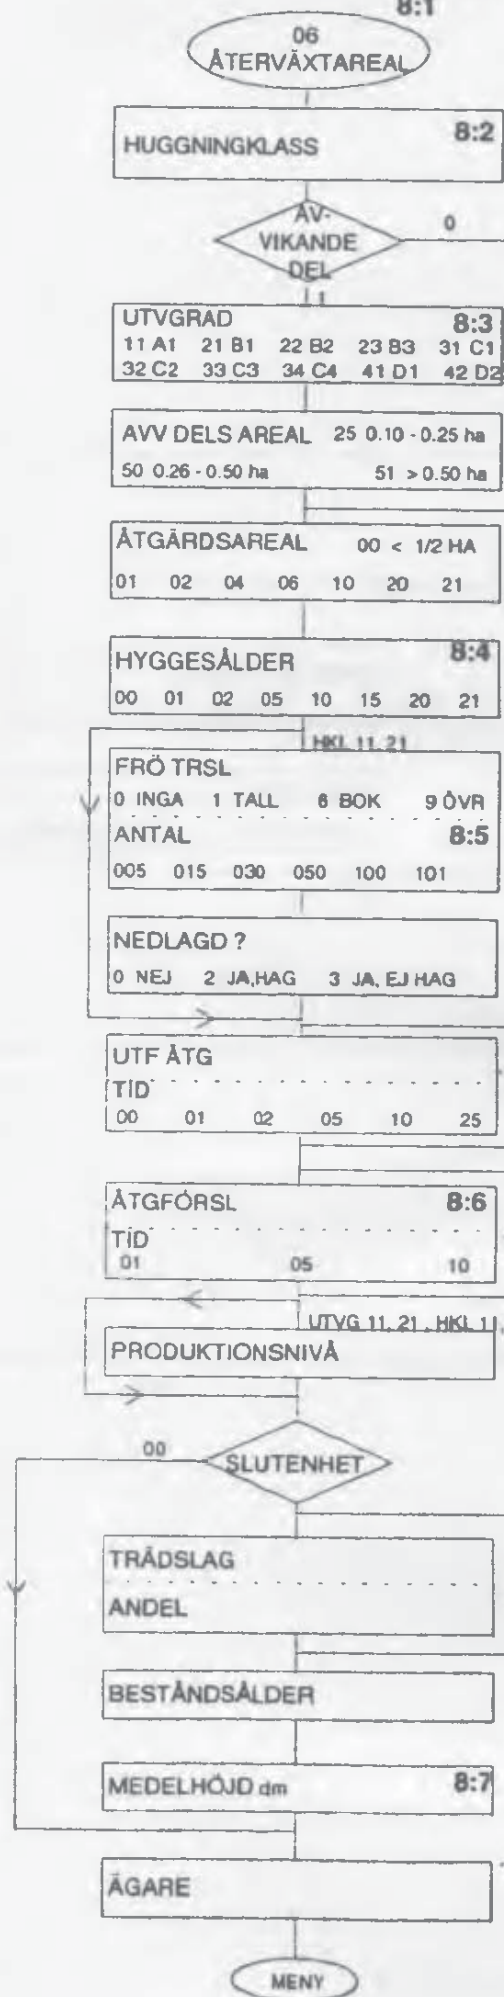 8:1
06
ÅTERVÄXTAREAL
HUGGNINGKLASS 8:2
AV-
VIKANDE
DEL
0
1
UTVGRAD 8:3
11 A1 21 B1 22 B2 23 B3 31 C1
32 C2 33 C3 34 C4 41 D1 42 D2
AVV DELS AREAL 25 0.10 - 0.25 ha
50 0.26 - 0.50 ha 51 > 0.50 ha
ÅTGÄRDSAREAL 00 < 1/2 HA
01 02 04 06 10 20 21
HYGGESÅLDER 8:4
00 01 02 05 10 15 20 21
HKL 11, 21
FRÖ TRSL
0 INGA 1 TALL 6 BOK 9 ÖVR
ANTAL 8:5
005 015 030 050 100 101
NEDLAGD ?
0 NEJ 2 JA,HAG 3 JA, EJ HAG
UTF ÅTG
TID
00 01 02 05 10 25
ÅTGFÖRSL 8:6
TID
01 05 10
UTVG 11, 21 , HKL 11
PRODUKTIONSNIVÅ
00
SLUTENHET
TRÄDSLAG
ANDEL
BESTÅNDSÅLDER
MEDELHÖJD dm 8:7
ÄGARE
MENY